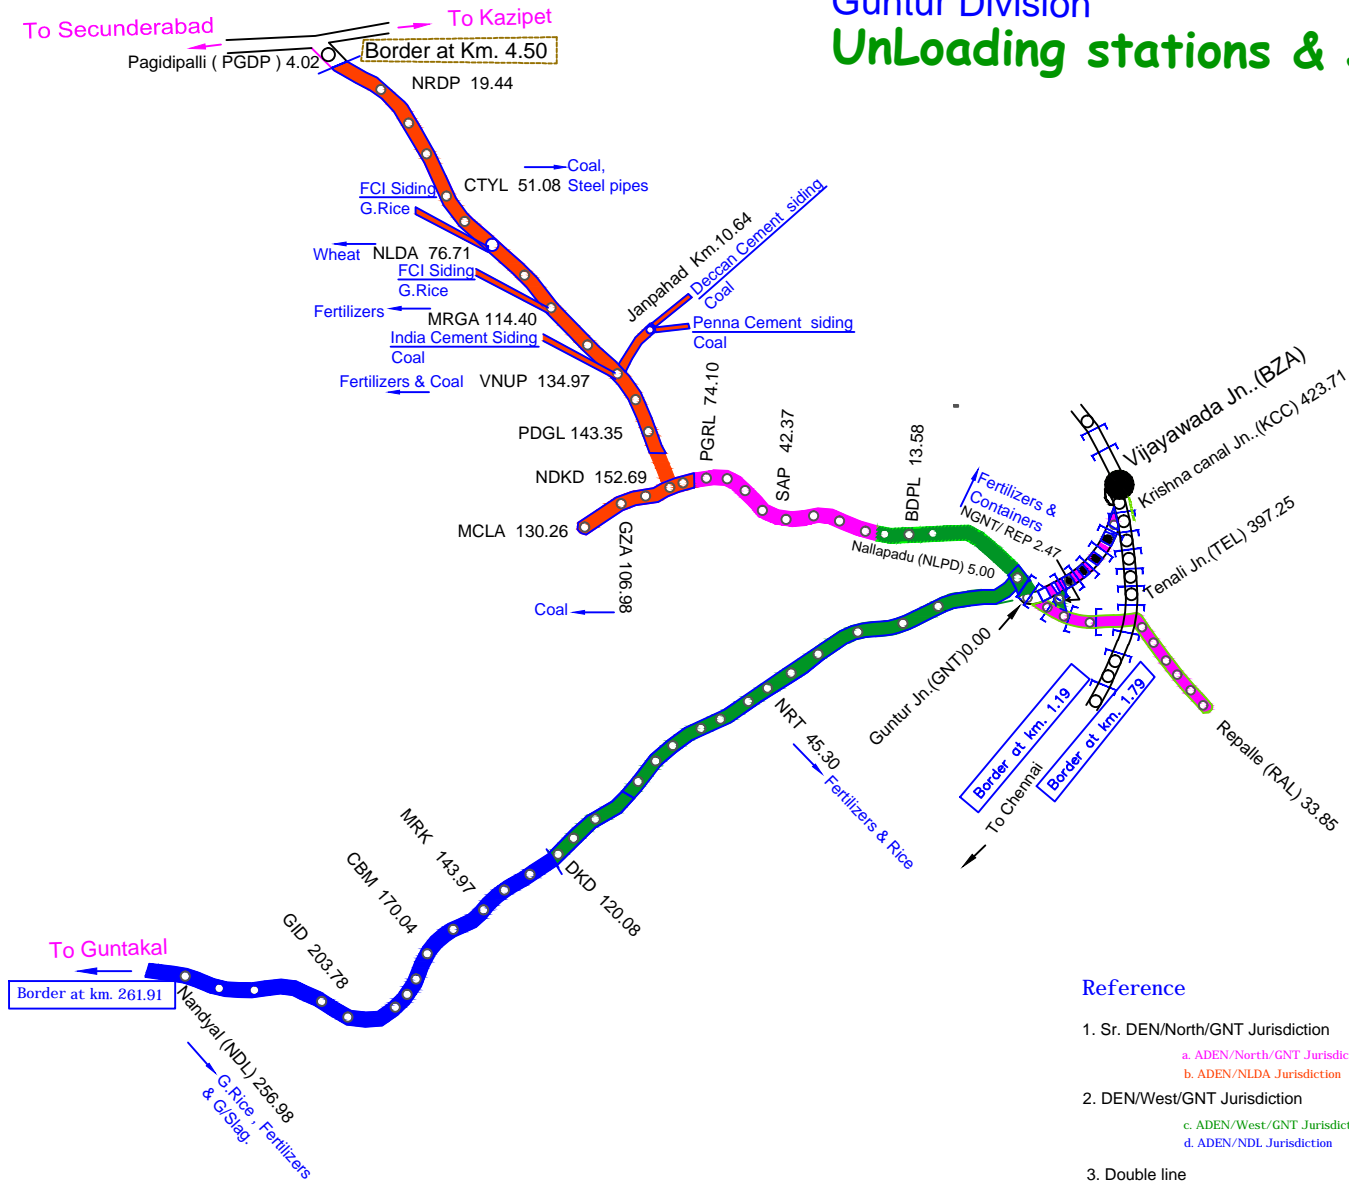 Guntur Division
UnLoading stations &
To Secunderabad
To Kazipet
Border at Km. 4.50
Pagidipalli ( PGDP ) 4.02
NRDP 19.44
Coal,
CTYL 51.08 Steel pipes
FCI Siding
G.Rice
Wheat NLDA 76.71
FCI Siding
G.Rice
Fertilizers
MRGA 114.40
India Cement Siding
Coal
Fertilizers & Coal
VNUP 134.97
Janpahad Km.10.64
Deccan Cement siding
Coal
Penna Cement siding
Coal
PDGL 143.35
NDKD 152.69
MCLA 130.26
GZA 106.98
Coal
PGRL 74.10
SAP 42.37
BDPL 13.58
Nallapadu (NLPD) 5.00
Fertilizers &
Containers
NGNT/ REP 2.47
Vijayawada Jn..(BZA)
Krishna canal Jn..(KCC) 423.71
Tenali Jn.(TEL) 397.25
Guntur Jn.(GNT)0.00
Border at km. 1.19
Border at km. 1.79
To Chennai
Repalle (RAL) 33.85
NRT 45.30
Fertilizers & Rice
DKD 120.08
MRK 143.97
CBM 170.04
GID 203.78
To Guntakal
Border at km. 261.91
Nandyal (NDL) 256.98
G.Rice , Fertilizers
& G/Slag.
Reference
1. Sr. DEN/North/GNT Jurisdiction
a. ADEN/North/GNT Jurisdic
b. ADEN/NLDA Jurisdiction
2. DEN/West/GNT Jurisdiction
c. ADEN/West/GNT Jurisdict
d. ADEN/NDL Jurisdiction
3. Double line